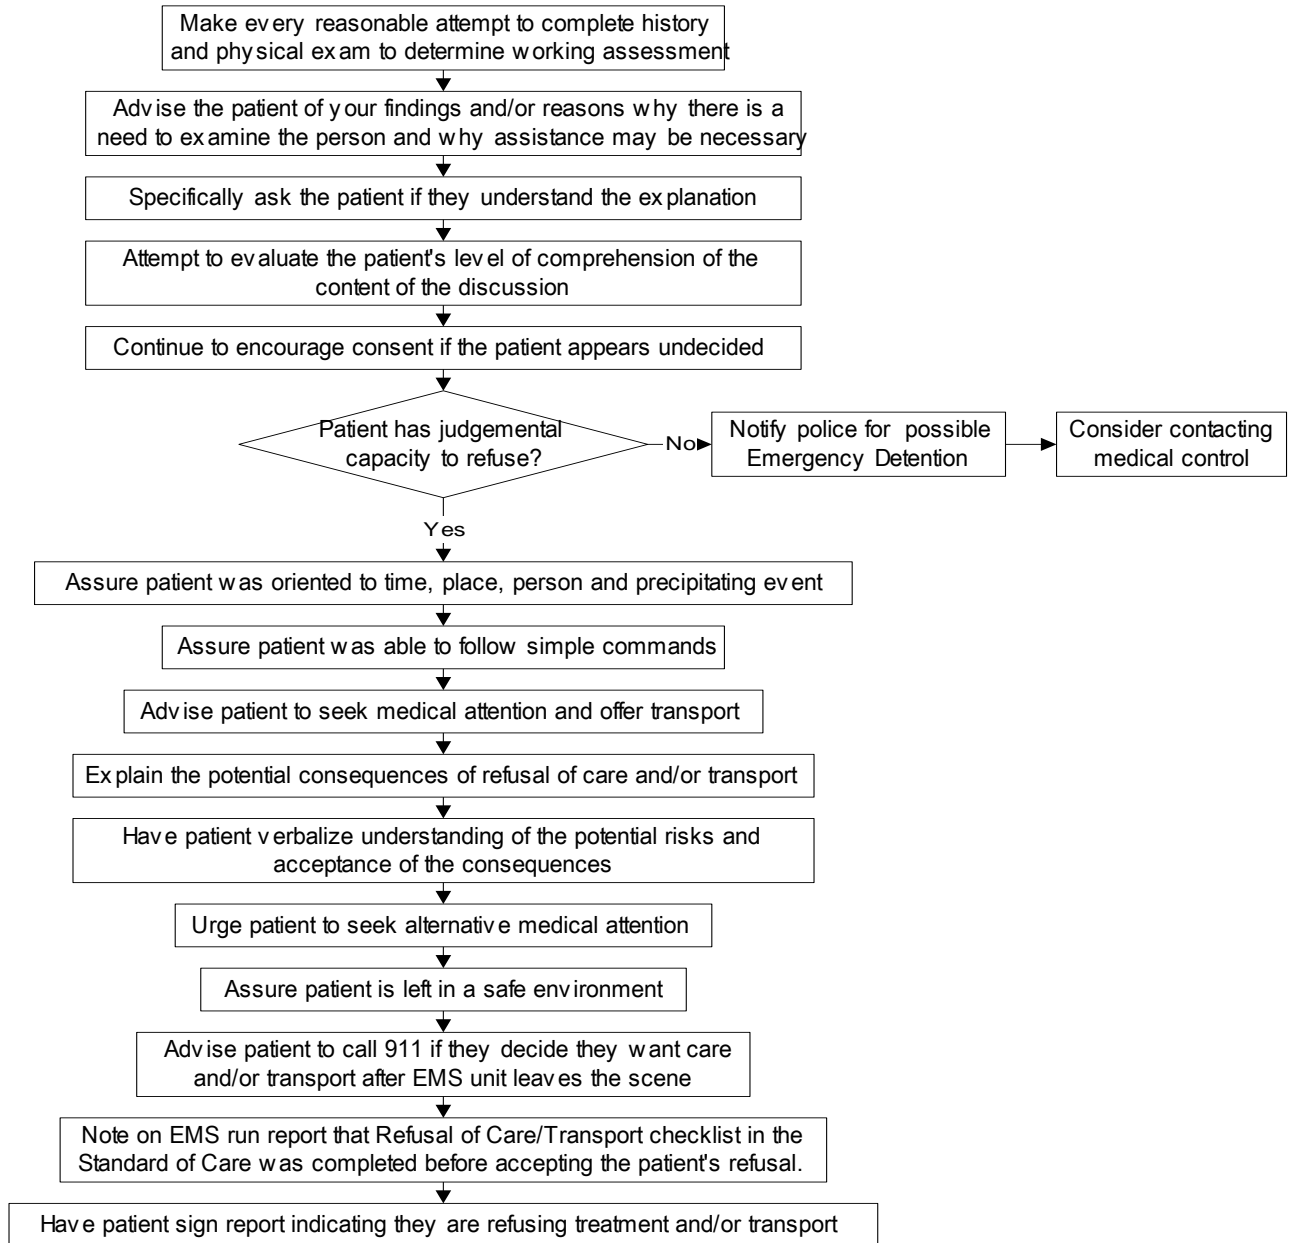 Make every reasonable attempt to complete history
and physical exam to determine working assessment
Advise the patient of your findings and/or reasons why there is a
need to examine the person and why assistance may be necessary
Specifically ask the patient if they understand the explanation
Attempt to evaluate the patient's level of comprehension of the
content of the discussion
Continue to encourage consent if the patient appears undecided
Patient has judgemental
capacity to refuse?
No
Notify police for possible
Emergency Detention
Consider contacting
medical control
Yes
Assure patient was oriented to time, place, person and precipitating event
Assure patient was able to follow simple commands
Advise patient to seek medical attention and offer transport
Explain the potential consequences of refusal of care and/or transport
Have patient verbalize understanding of the potential risks and
acceptance of the consequences
Urge patient to seek alternative medical attention
Assure patient is left in a safe environment
Advise patient to call 911 if they decide they want care
and/or transport after EMS unit leaves the scene
Note on EMS run report that Refusal of Care/Transport checklist in the
Standard of Care was completed before accepting the patient's refusal.
Have patient sign report indicating they are refusing treatment and/or transport